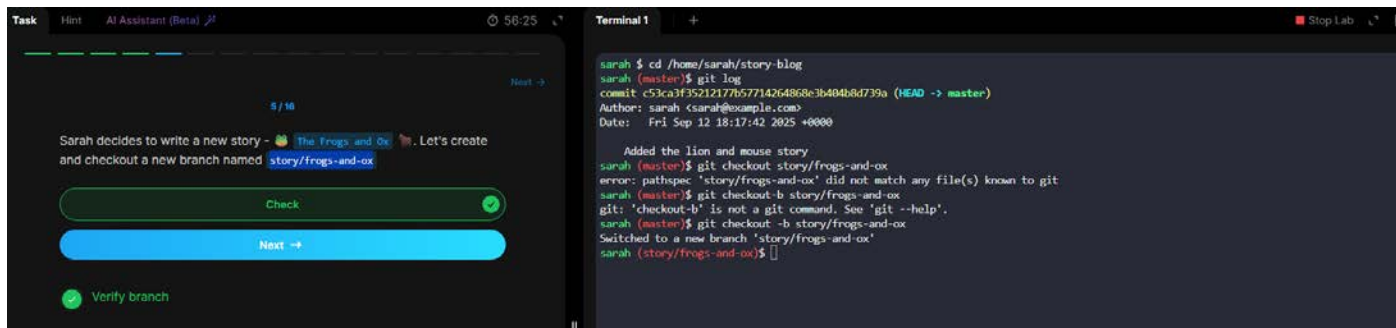 Task Hint AI Assistant (Beta) 56:25
Next →
5 / 16
Sarah decides to write a new story - 🐸 The Frogs and Ox 🐂. Let's create
and checkout a new branch named story/frogs-and-ox
Check
Next →
Verify branch
Terminal 1 + Stop Lab
sarah $ cd /home/sarah/story-blog
sarah (master)$ git log
commit c53ca3f35212177b57714264868e3b404b8d739a (HEAD -> master)
Author: sarah <sarah@example.com>
Date:   Fri Sep 12 18:17:42 2025 +0000
    Added the lion and mouse story
sarah (master)$ git checkout story/frogs-and-ox
error: pathspec 'story/frogs-and-ox' did not match any file(s) known to git
sarah (master)$ git checkout-b story/frogs-and-ox
git: 'checkout-b' is not a git command. See 'git --help'.
sarah (master)$ git checkout -b story/frogs-and-ox
Switched to a new branch 'story/frogs-and-ox'
sarah (story/frogs-and-ox)$